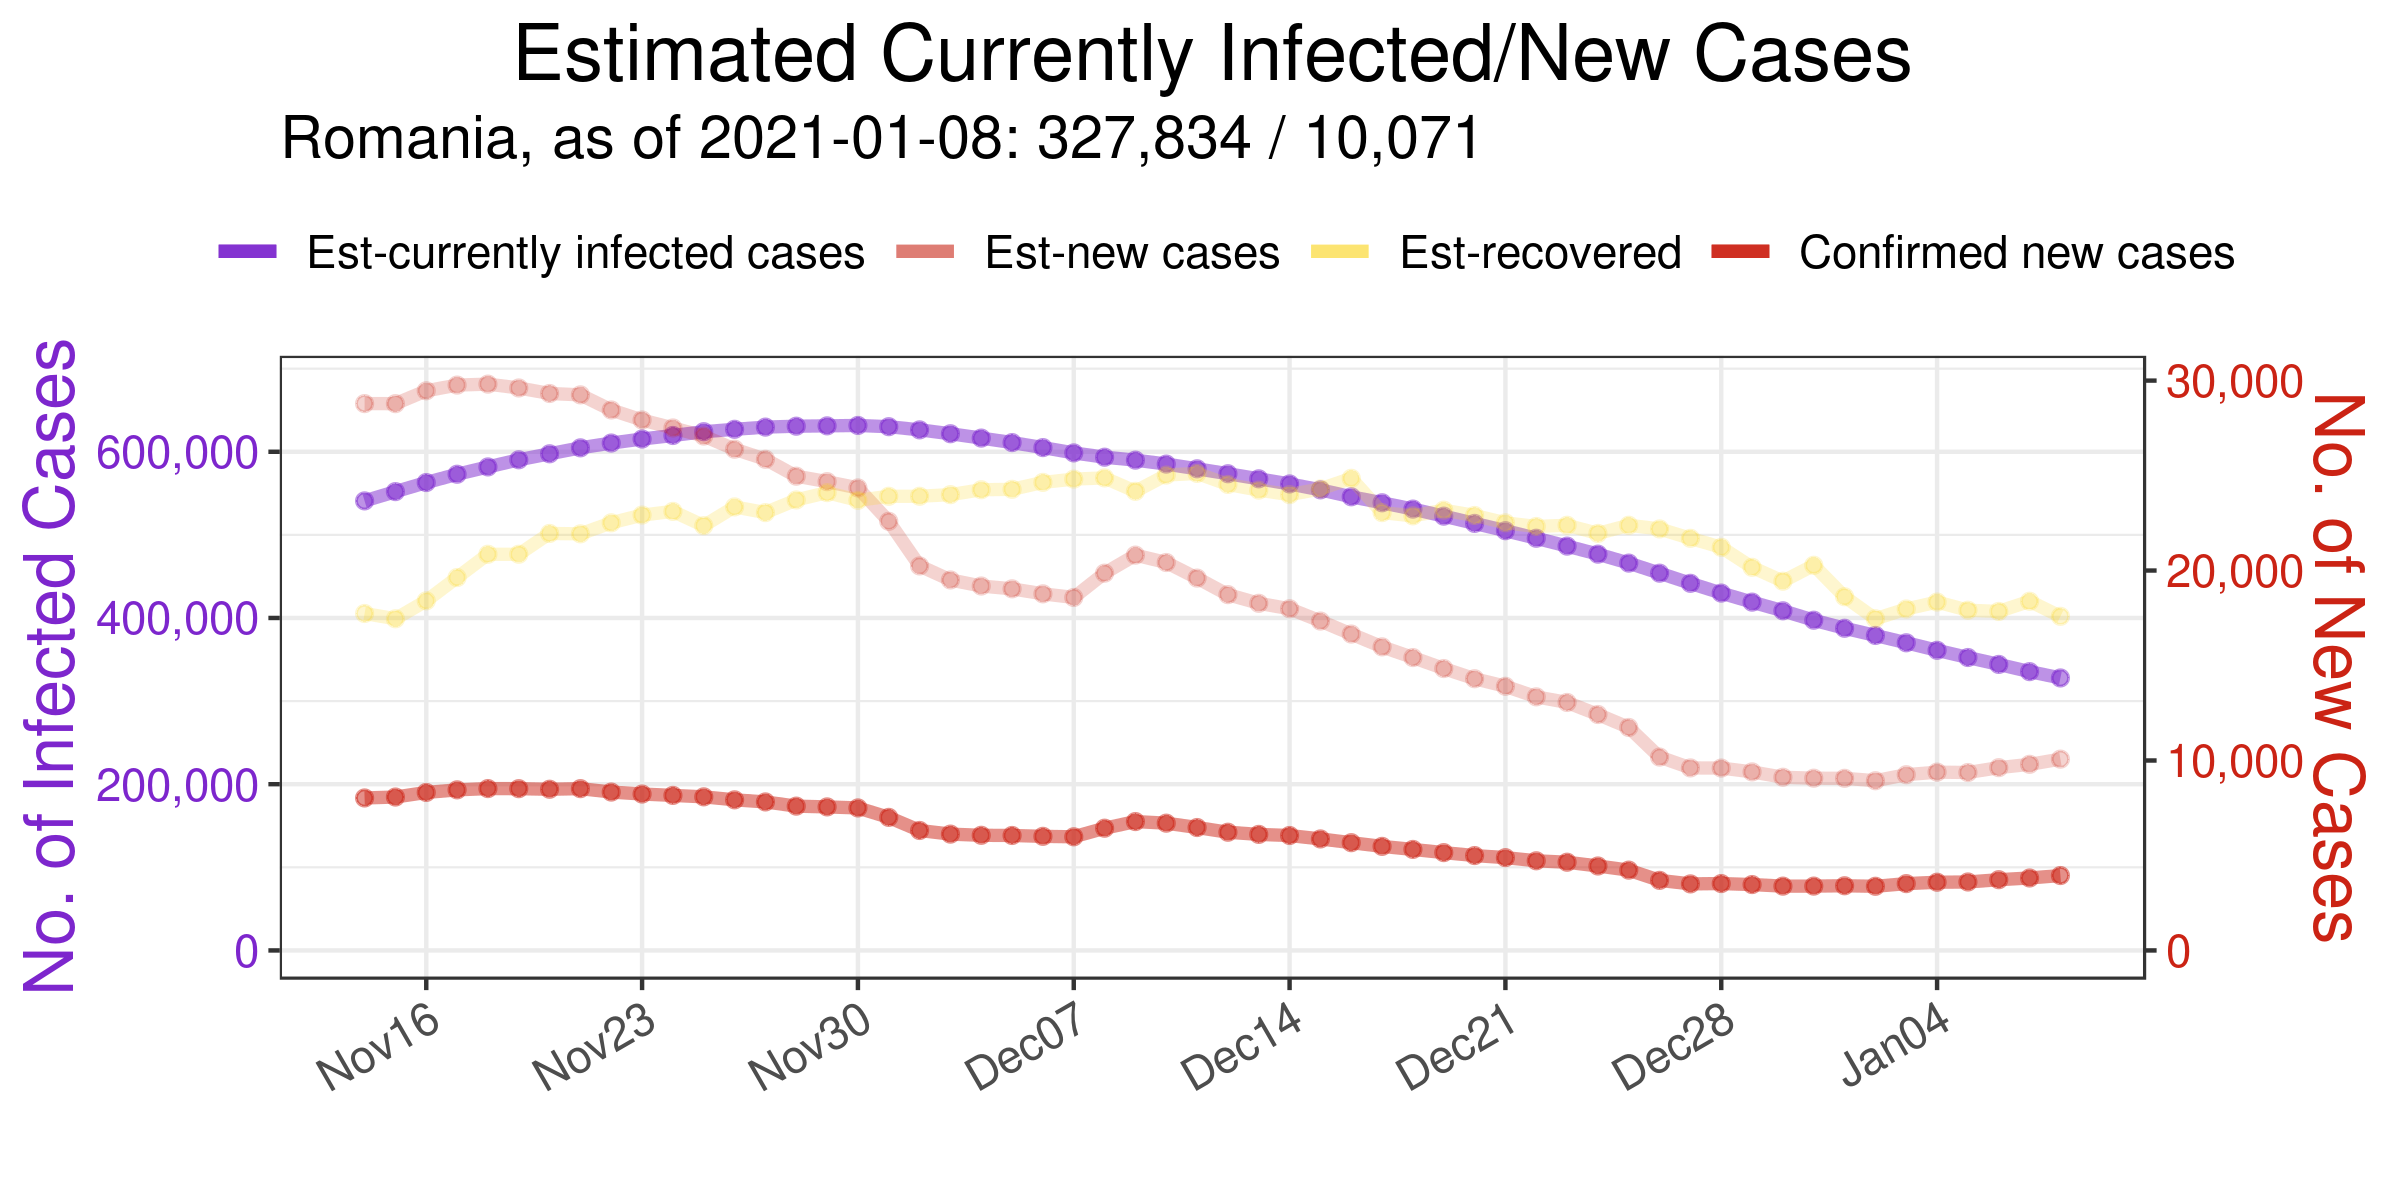 Estimated Currently Infected/New Cases
Romania, as of 2021-01-08: 327,834 / 10,071
Est-currently infected cases Est-new cases Est-recovered Confirmed new cases
No. of Infected Cases
600,000
400,000
200,000
0
30,000
20,000
10,000
0
No. of New Cases
Nov16 Nov23 Nov30 Dec07 Dec14 Dec21 Dec28 Jan04